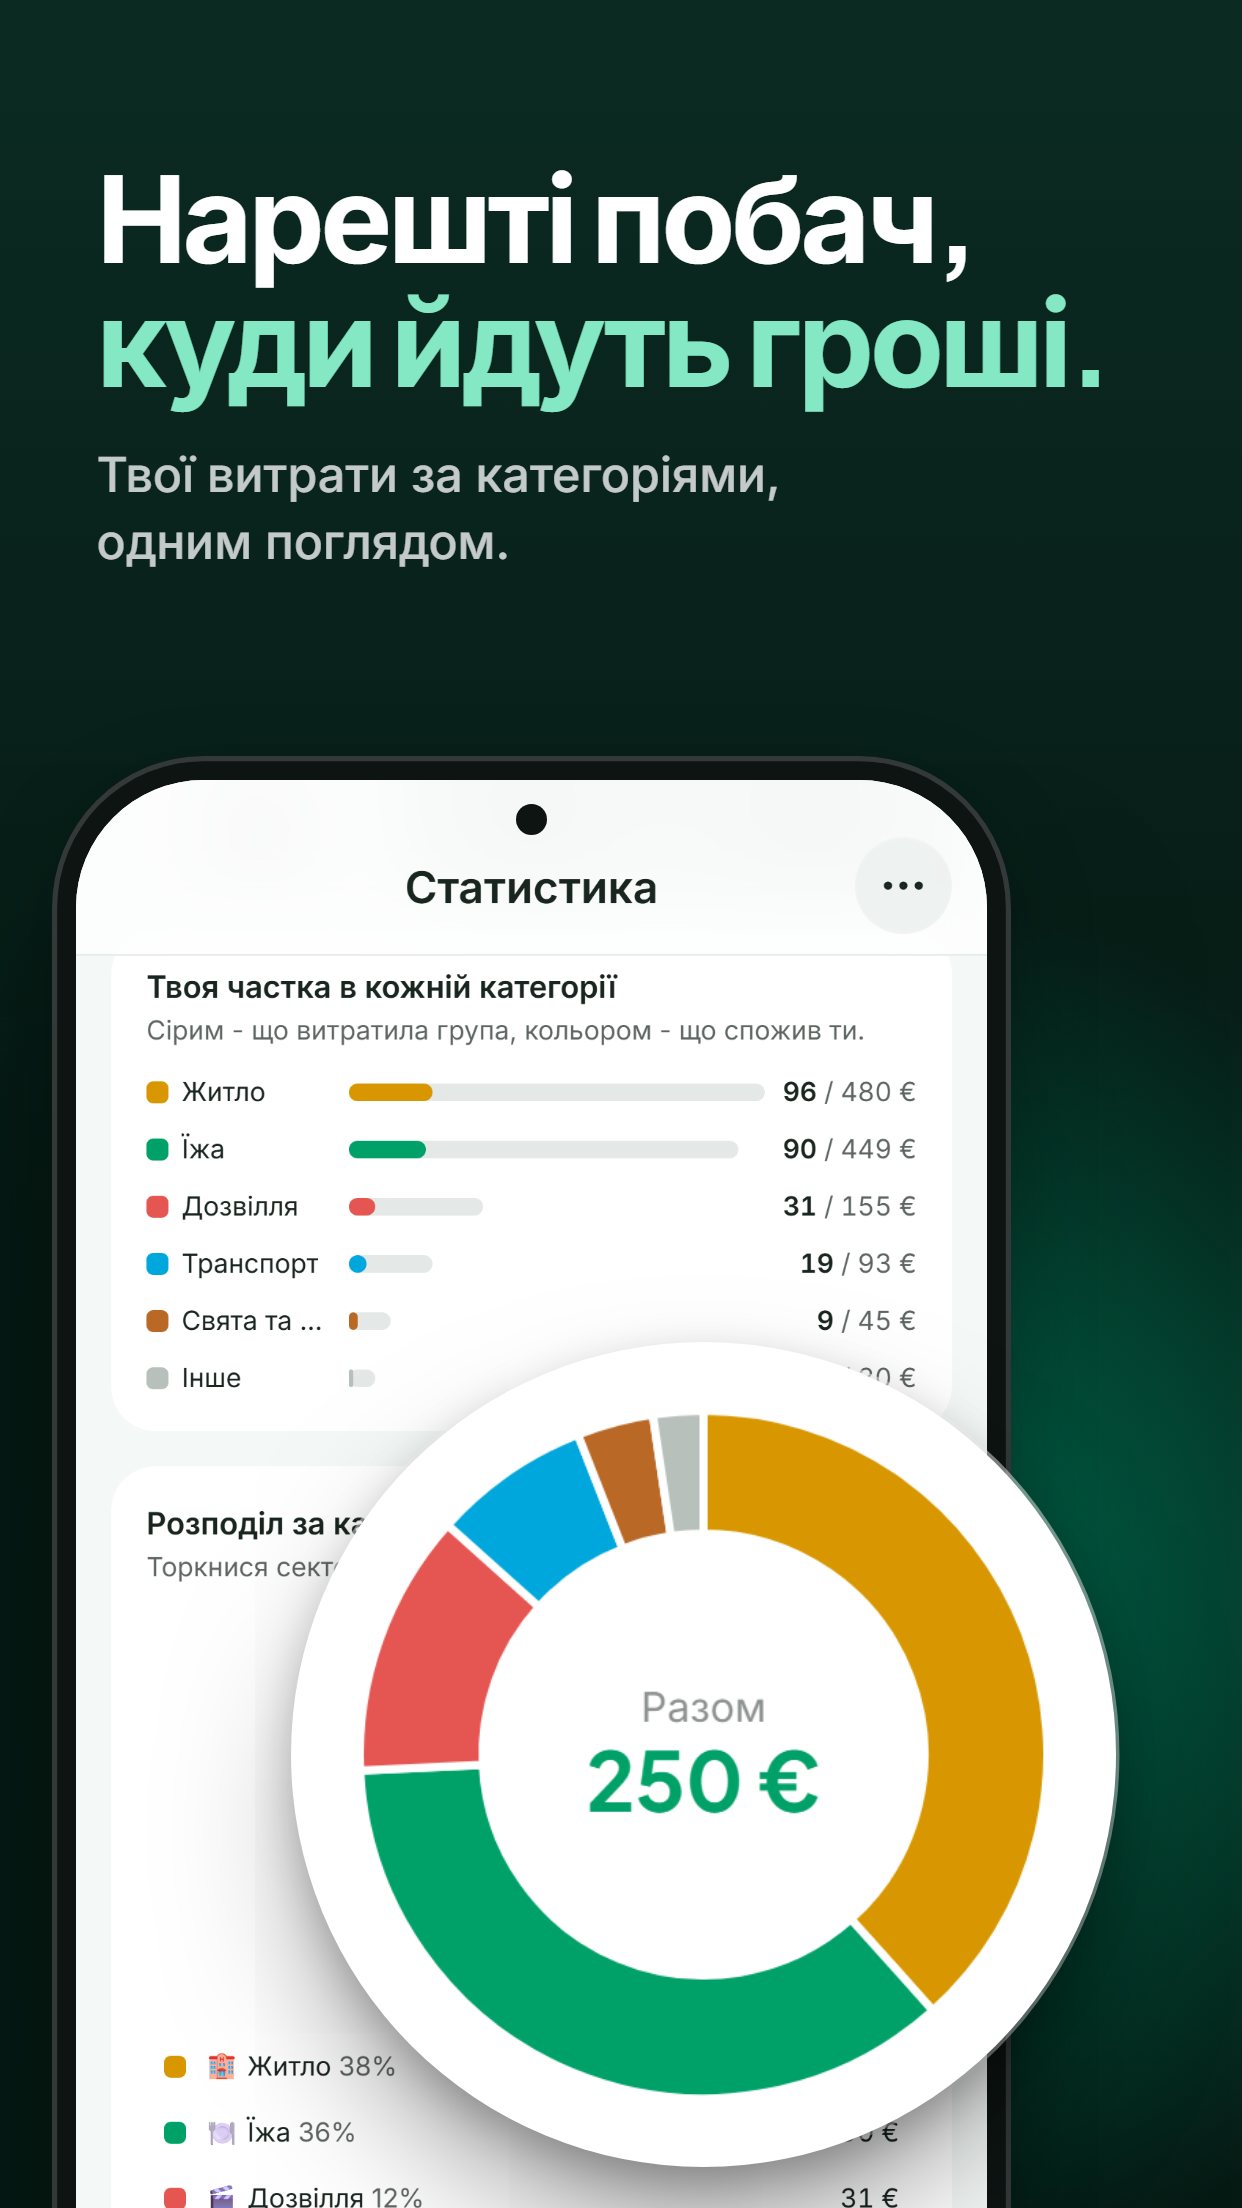 Нарешті побач,
куди йдуть гроші.
Твої витрати за категоріями,
одним поглядом.
Статистика
Твоя частка в кожній категорії
Сірим - що витратила група, кольором - що спожив ти.
Житло 96 / 480 €
Їжа 90 / 449 €
Дозвілля 31 / 155 €
Транспорт 19 / 93 €
Свята та ... 9 / 45 €
Інше €
Розподіл за
Торкнися
Разом
250 €
Житло 38%
Їжа 36% €
Дозвілля 12% 31 €